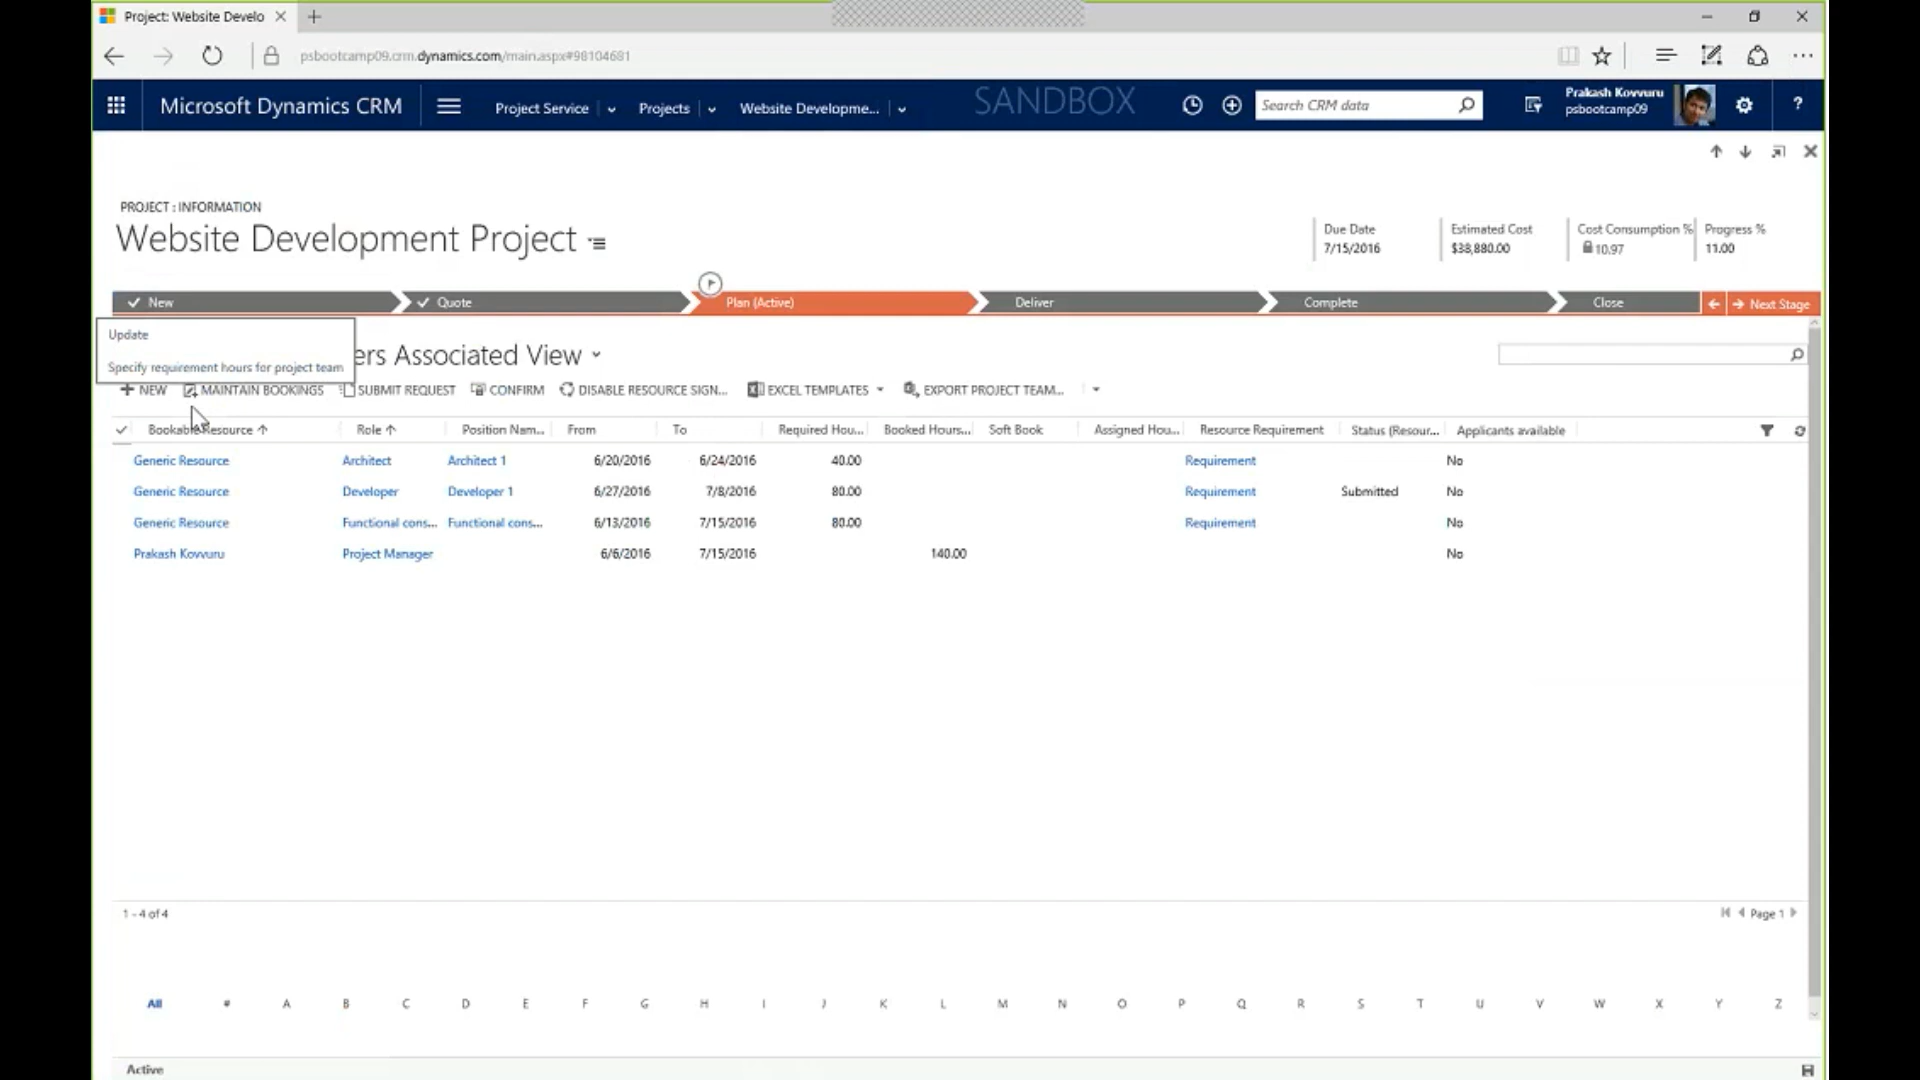 Project: Website Develo
psbootcamp09.crm.dynamics.com/main.aspx#98104681
Microsoft Dynamics CRM
Project Service
Projects
Website Developme...
SANDBOX
Search CRM data
Prakash Kovvuru
psbootcamp09
?
PROJECT : INFORMATION
Website Development Project
Due Date
7/15/2016
Estimated Cost
$38,880.00
Cost Consumption %
10.97
Progress %
11.00
New
Quote
Plan (Active)
Deliver
Complete
Close
Next Stage
Update
Specify requirement hours for project team
ers Associated View
NEW
MAINTAIN BOOKINGS
SUBMIT REQUEST
CONFIRM
DISABLE RESOURCE SIGN...
EXCEL TEMPLATES
EXPORT PROJECT TEAM...
Bookable Resource Role Position Nam... From To Required Hou... Booked Hours... Soft Book Assigned Hou... Resource Requirement Status (Resour... Applicants available
Generic Resource Architect Architect 1 6/20/2016 6/24/2016 40.00 Requirement No
Generic Resource Developer Developer 1 6/27/2016 7/8/2016 80.00 Requirement Submitted No
Generic Resource Functional cons... Functional cons... 6/13/2016 7/15/2016 80.00 Requirement No
Prakash Kovvuru Project Manager 6/6/2016 7/15/2016 140.00 No
1 - 4 of 4
Page 1
All # A B C D E F G H I J K L M N O P Q R S T U V W X Y Z
Active